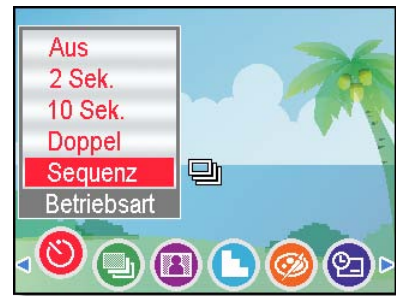 Aus
2 Sek.
10 Sek.
Doppel
Sequenz
Betriebsart